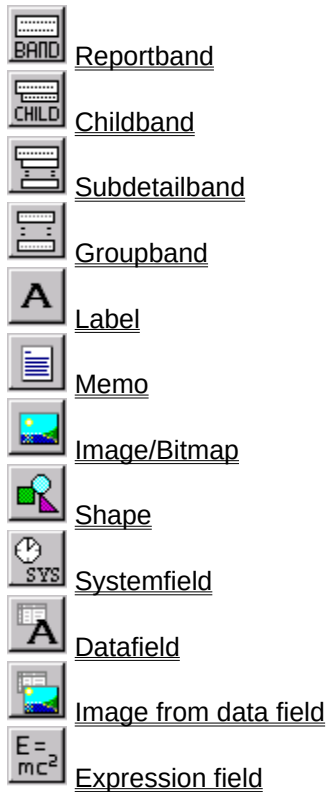 BAND
Reportband
CHILD
Childband
Subdetailband
Groupband
A
Label
Memo
Image/Bitmap
Shape
SYS
Systemfield
A
Datafield
Image from data field
E=
mc²
Expression field